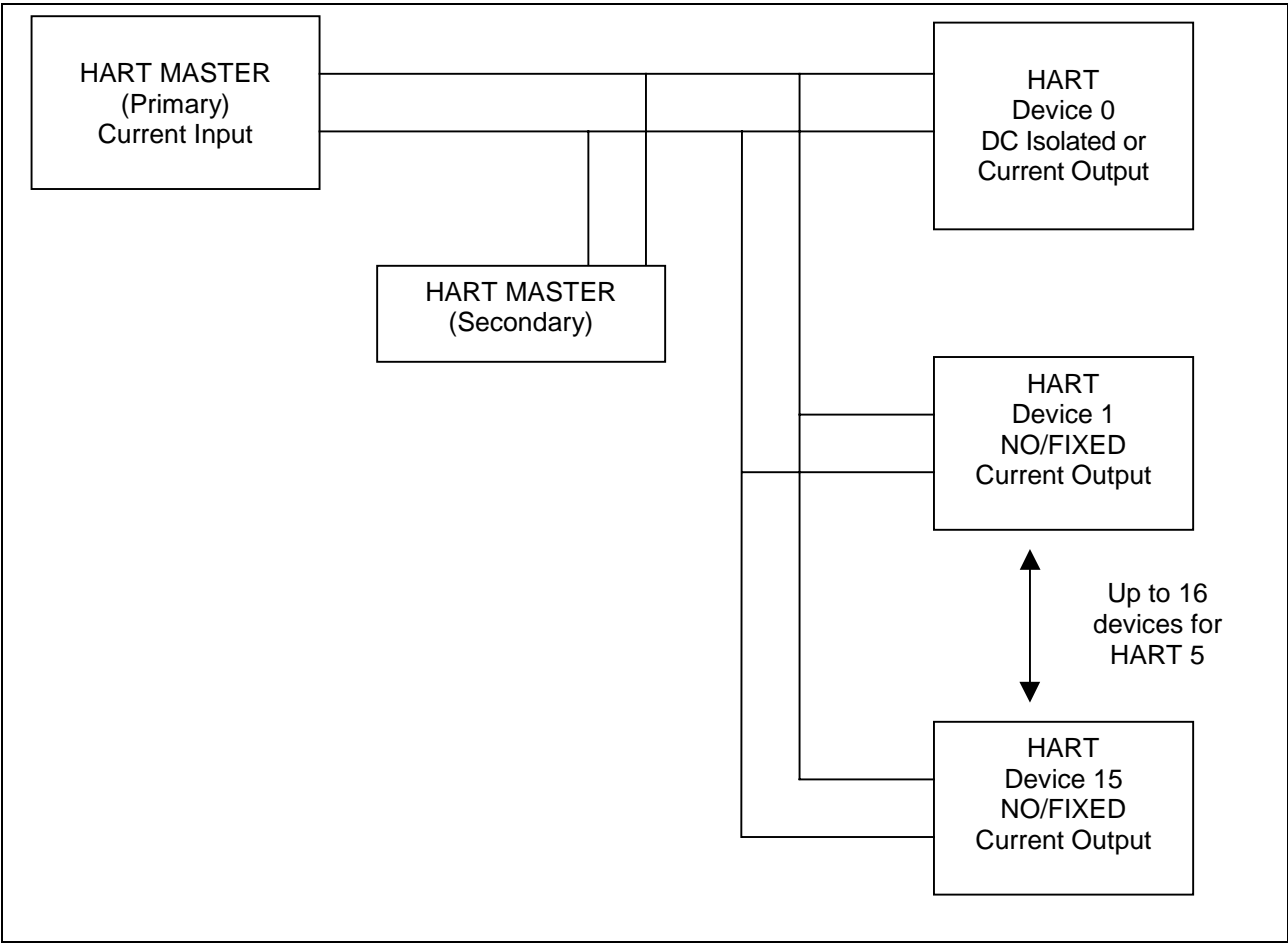 HART MASTER
(Primary)
Current Input
HART
Device 0
DC Isolated or
Current Output
HART MASTER
(Secondary)
HART
Device 1
NO/FIXED
Current Output
Up to 16
devices for
HART 5
HART
Device 15
NO/FIXED
Current Output